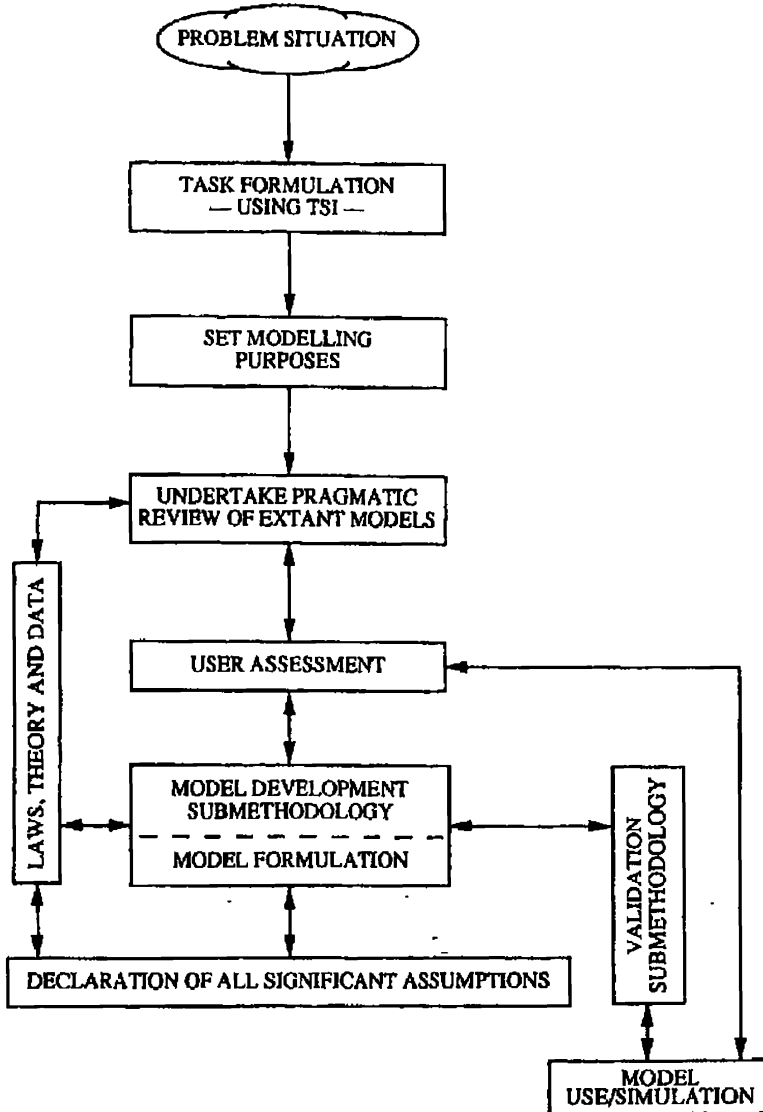 PROBLEM SITUATION
TASK FORMULATION
— USING TSI —
SET MODELLING
PURPOSES
UNDERTAKE PRAGMATIC
REVIEW OF EXTANT MODELS
LAWS, THEORY AND DATA
USER ASSESSMENT
MODEL DEVELOPMENT
SUBMETHODOLOGY
MODEL FORMULATION
VALIDATION
SUBMETHODOLOGY
DECLARATION OF ALL SIGNIFICANT ASSUMPTIONS
MODEL
USE/SIMULATION